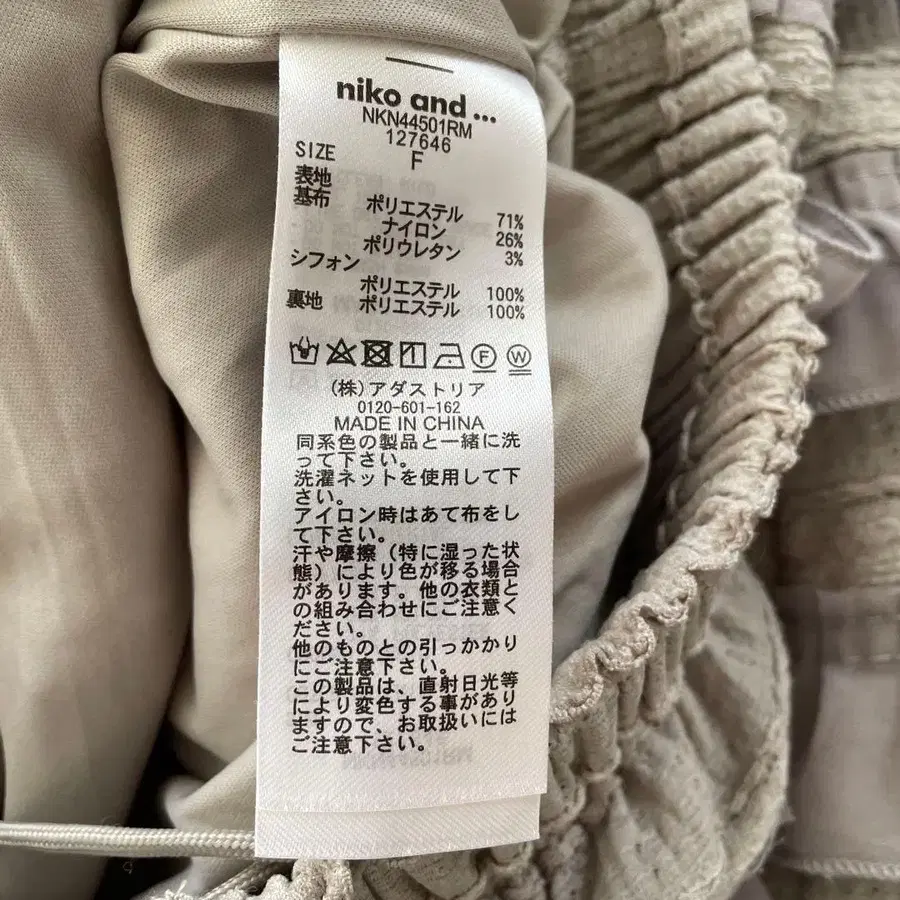 niko and ...
NKN44501RM
127646
SIZE F
表地
基布 ポリエステル 71%
ナイロン 26%
ポリウレタン 3%
シフォン
ポリエステル 100%
裏地 ポリエステル 100%
F W
(株)アダストリア
0120-601-162
MADE IN CHINA
同系色の製品と一緒に洗
って下さい。
洗濯ネットを使用して下
さい。
アイロン時はあて布をし
て下さい。
汗や摩擦(特に湿った状
態)により色が移る場合
があります。他の衣類と
の組み合わせにご注意く
ださい。
他のものとの引っかかり
にご注意下さい。
この製品は、直射日光等
により変色する事があり
ますので、お取扱いには
ご注意下さい。